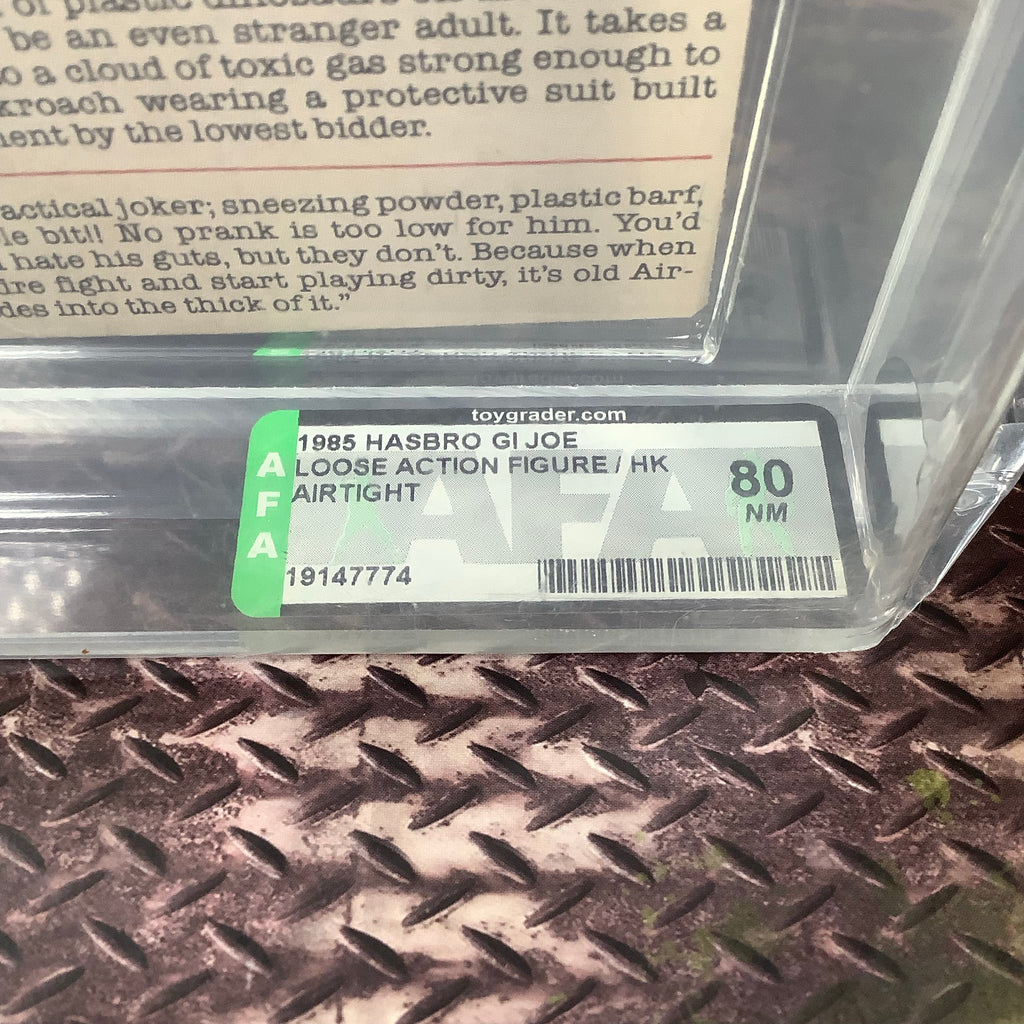 of plastic
be an even stranger adult. It takes a
o a cloud of toxic gas strong enough to
kroach wearing a protective suit built
ent by the lowest bidder.
actical joker; sneezing powder, plastic barf,
le bit!! No prank is too low for him. You'd
hate his guts, but they don't. Because when
ire fight and start playing dirty, it's old Air-
des into the thick of it."
toygrader.com
AFA
1985 HASBRO GI JOE
LOOSE ACTION FIGURE / HK
AIRTIGHT
80
NM
AFA
19147774